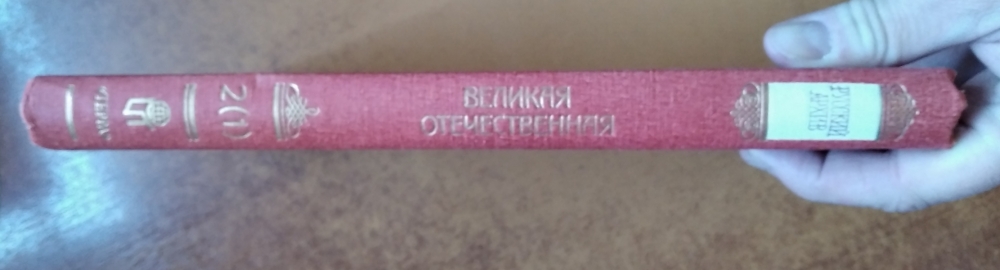 РУССКИЙ
АРХИВ
ВЕЛИКАЯ
ОТЕЧЕСТВЕННАЯ
2(1)
«ТЕРРА»